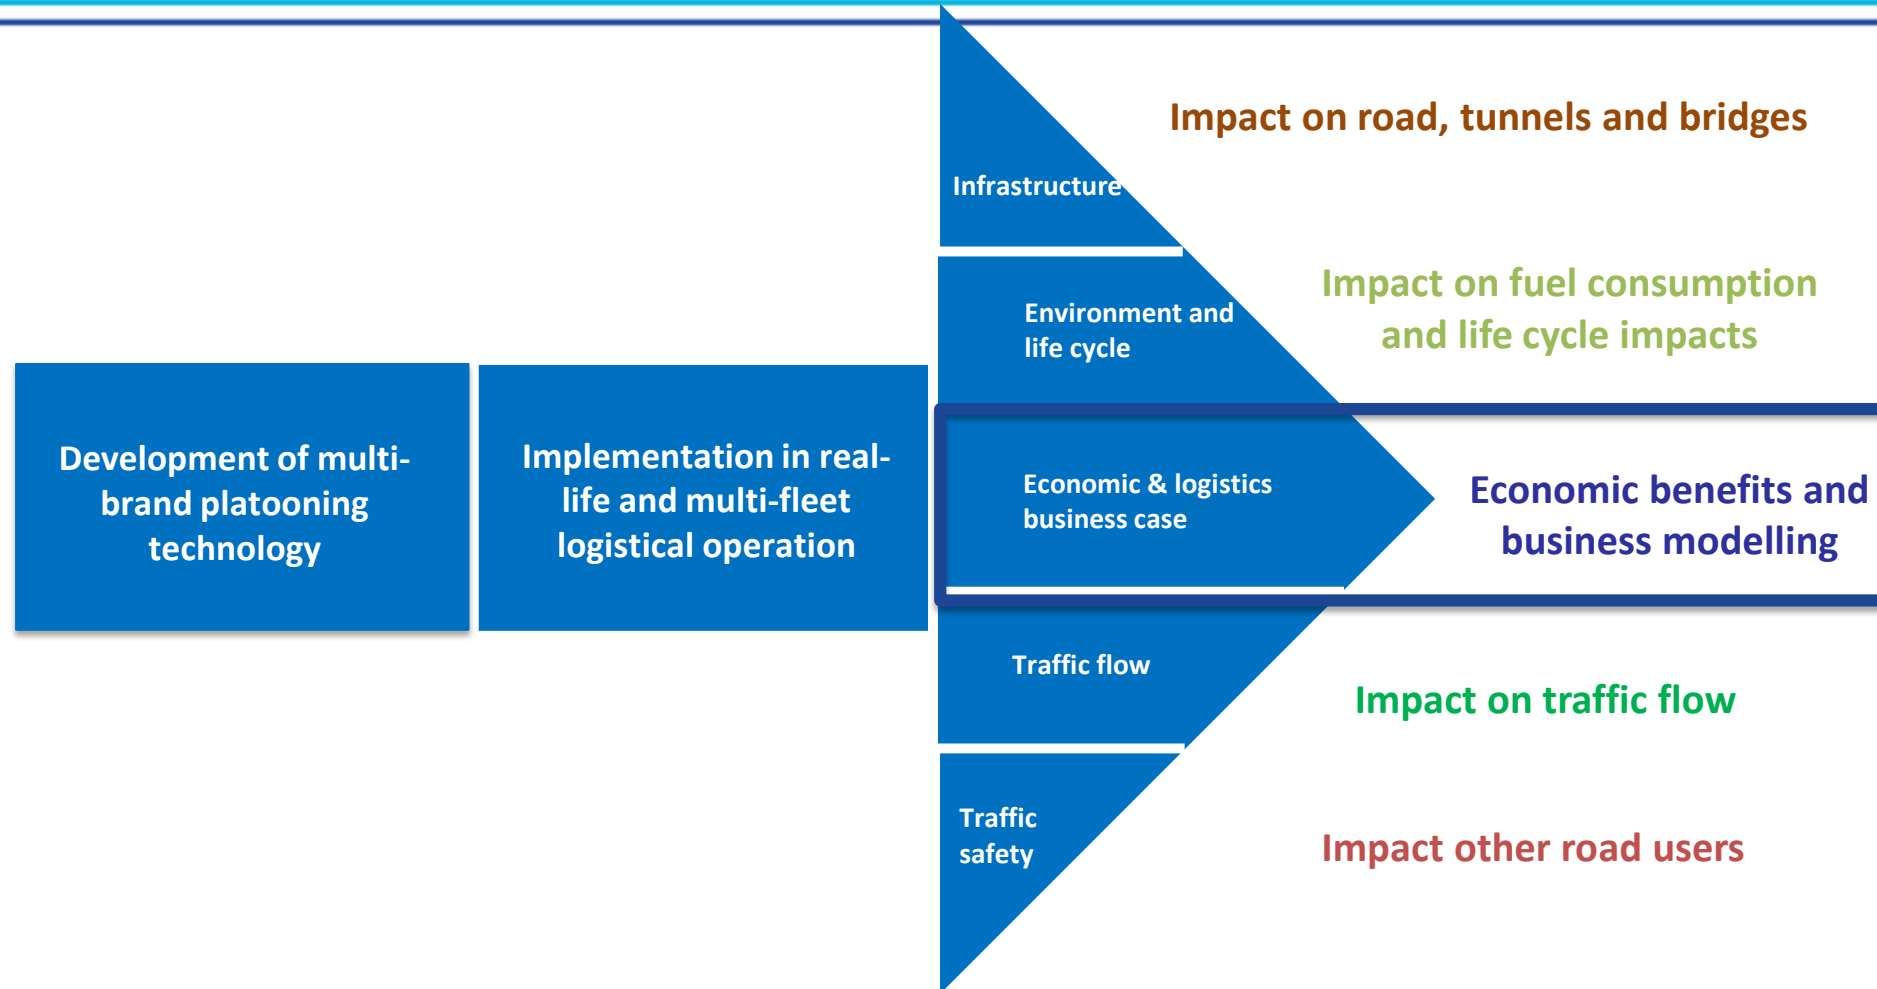 Development of multi-
brand platooning
technology
Implementation in real-
life and multi-fleet
logistical operation
Infrastructure
Impact on road, tunnels and bridges
Environment and
life cycle
Impact on fuel consumption
and life cycle impacts
Economic & logistics
business case
Economic benefits and
business modelling
Traffic flow
Impact on traffic flow
Traffic
safety
Impact other road users